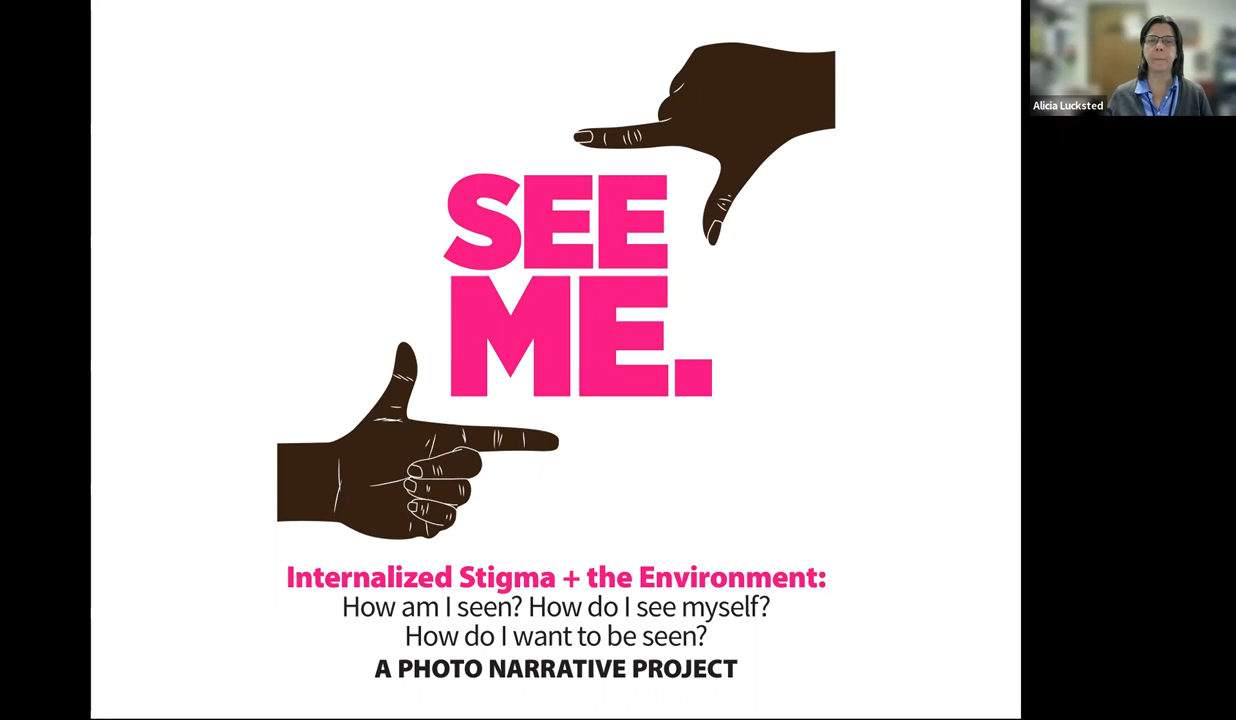 Alicia Lucksted
SEE
ME.
Internalized Stigma + the Environment:
How am I seen? How do I see myself?
How do I want to be seen?
A PHOTO NARRATIVE PROJECT